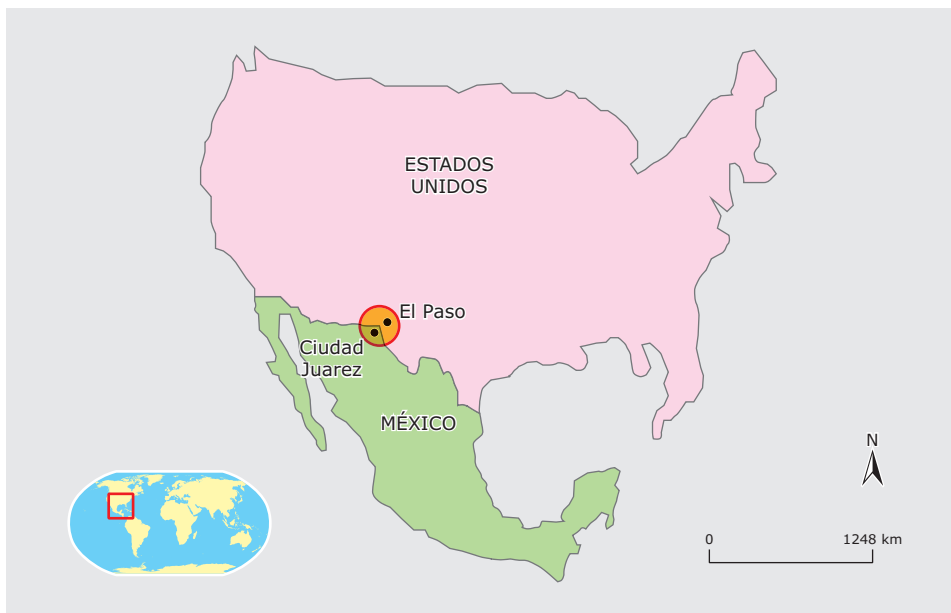 ESTADOS
UNIDOS
El Paso
Ciudad
Juarez
MÉXICO
N
0 1248 km